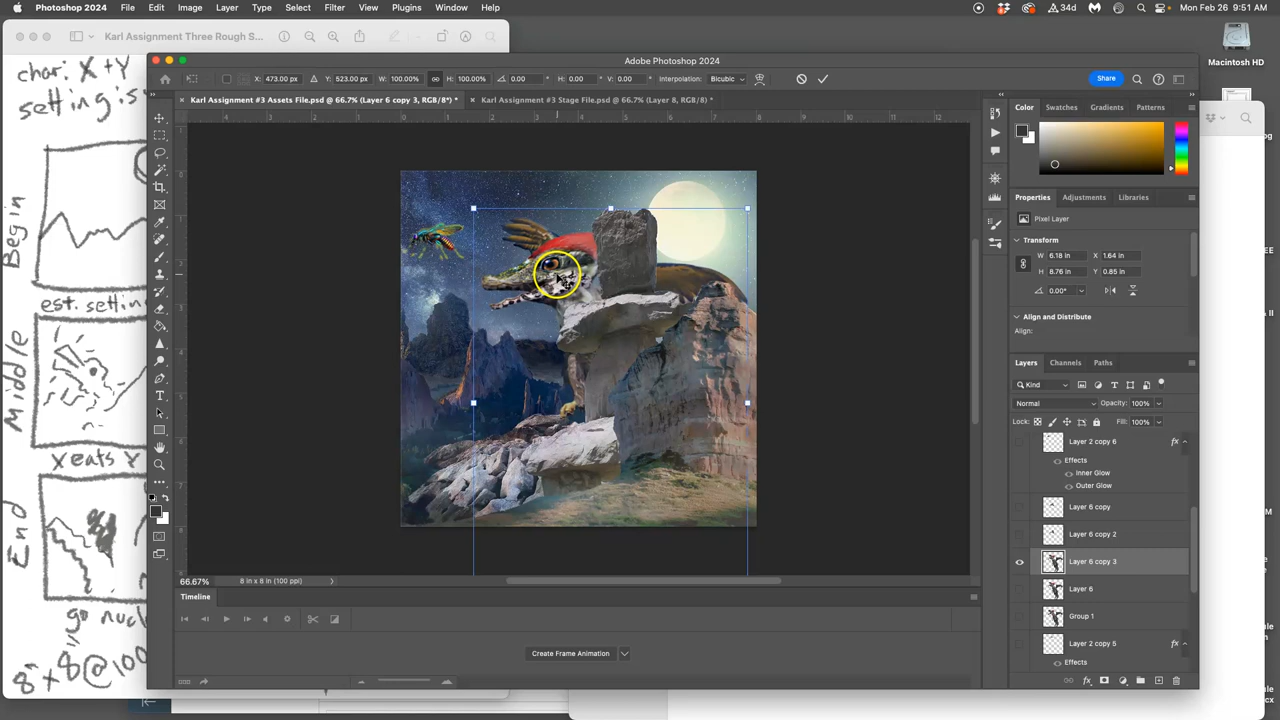 Photoshop 2024 File Edit Image Layer Type Select Filter View Plugins Window Help 34d Mon Feb 26 9:51 AM
Karl Assignment Three Rough S...
Adobe Photoshop 2024
Macintosh HD
X: 473.00 px Y: 523.00 px W: 100.00% H: 100.00% 0.00 ° H: 0.00 ° V: 0.00 ° Interpolation: Bicubic Share
Karl Assignment #3 Assets File.psd @ 66.7% (Layer 6 copy 3, RGB/8*) * Karl Assignment #3 Stage File.psd @ 66.7% (Layer 8, RGB/8) *
char: X + Y
setting: s
Begin
est. setting
Middle
X eats Y
End
go nucl
8" x 8" @ 100
Color Swatches Gradients Patterns
Properties Adjustments Libraries
Pixel Layer
Transform
W: 6.18 in X: 1.64 in
H: 8.76 in Y: 0.85 in
0.00°
Align and Distribute
Align:
Layers Channels Paths
Kind
Normal Opacity: 100%
Lock: Fill: 100%
Layer 2 copy 6 fx
Effects
Inner Glow
Outer Glow
Layer 6 copy
Layer 6 copy 2
Layer 6 copy 3
Layer 6
Group 1
Layer 2 copy 5 fx
Effects
66.67% 8 in x 8 in (100 ppi)
Timeline
Create Frame Animation